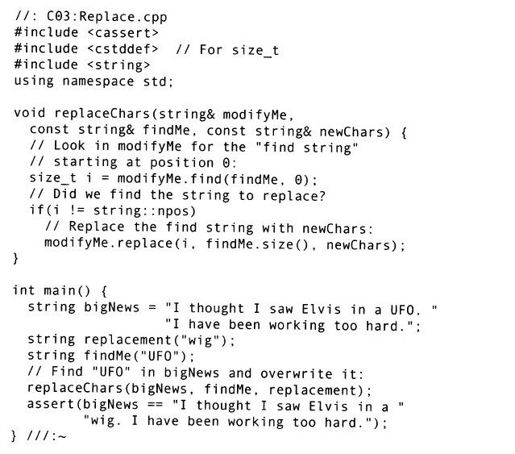 //: C03:Replace.cpp
#include <cassert>
#include <cstddef>  // For size_t
#include <string>
using namespace std;

void replaceChars(string& modifyMe,
  const string& findMe, const string& newChars) {
  // Look in modifyMe for the "find string"
  // starting at position 0:
  size_t i = modifyMe.find(findMe, 0);
  // Did we find the string to replace?
  if(i != string::npos)
    // Replace the find string with newChars:
    modifyMe.replace(i, findMe.size(), newChars);
}

int main() {
  string bigNews = "I thought I saw Elvis in a UFO. "
                   "I have been working too hard.";
  string replacement("wig");
  string findMe("UFO");
  // Find "UFO" in bigNews and overwrite it:
  replaceChars(bigNews, findMe, replacement);
  assert(bigNews == "I thought I saw Elvis in a "
         "wig. I have been working too hard.");
} ///:~